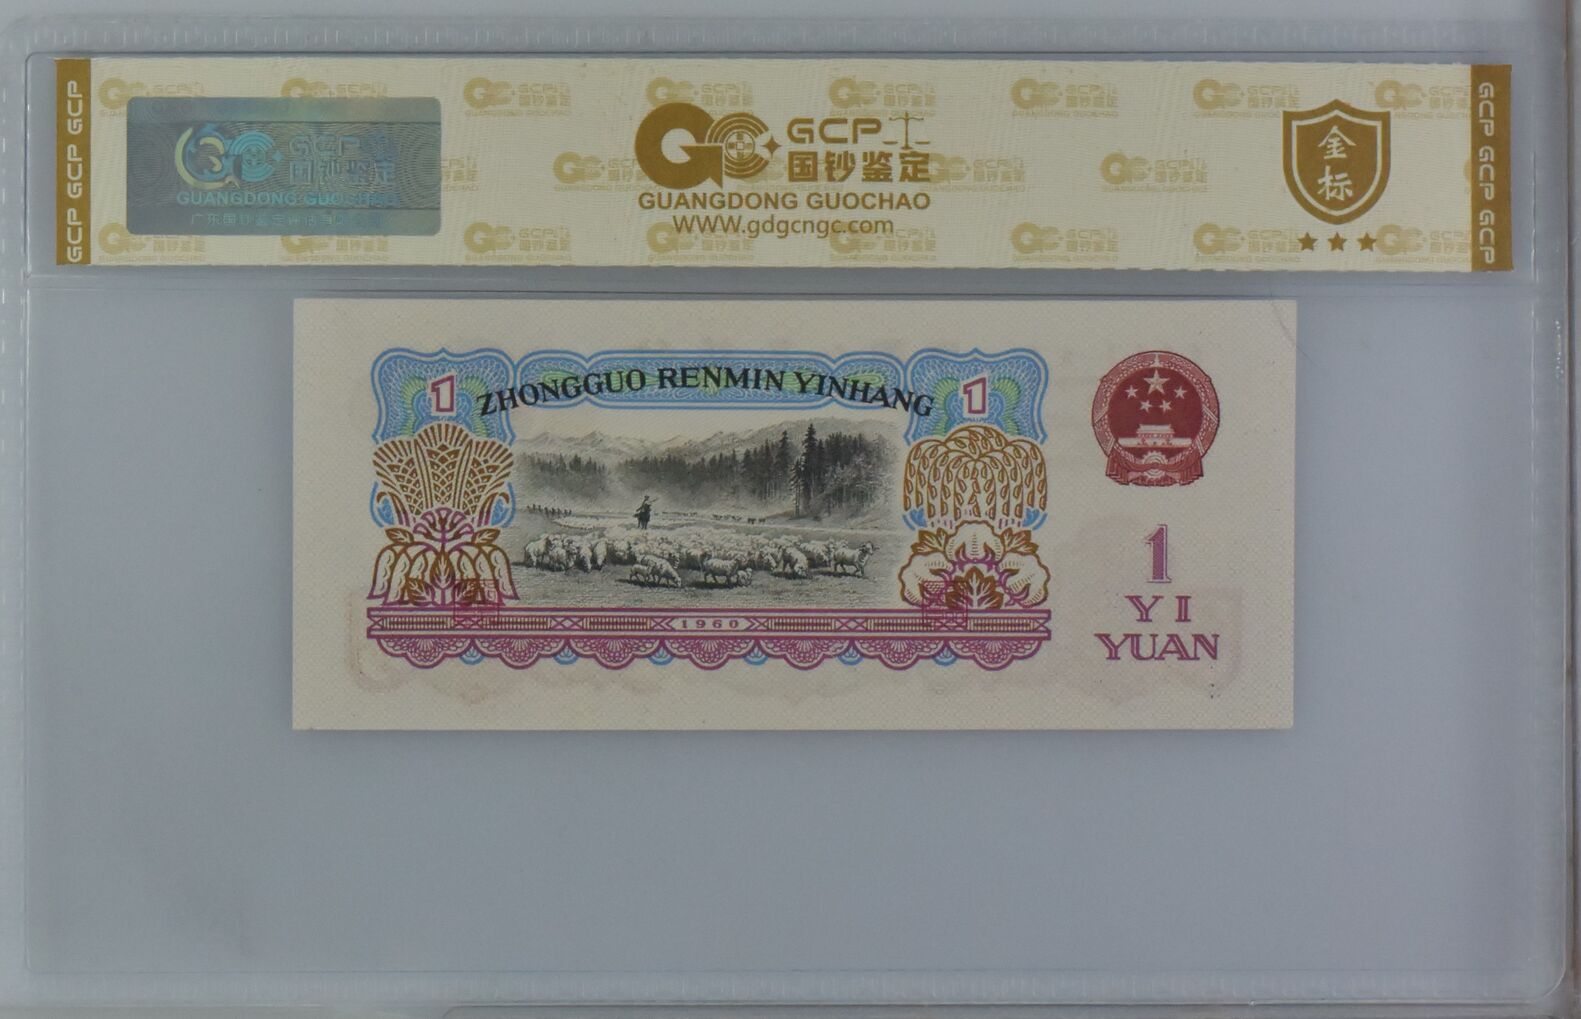 GCP GCP GCP
GCP
国钞鉴定
GUANGDONG GUOCHAO
GCP
国钞鉴定
GUANGDONG GUOCHAO
WWW.gdgcngc.com
金
标
GCP GCP GCP GCP
ZHONGGUO RENMIN YINHANG
1
1
1960
1
YI
YUAN